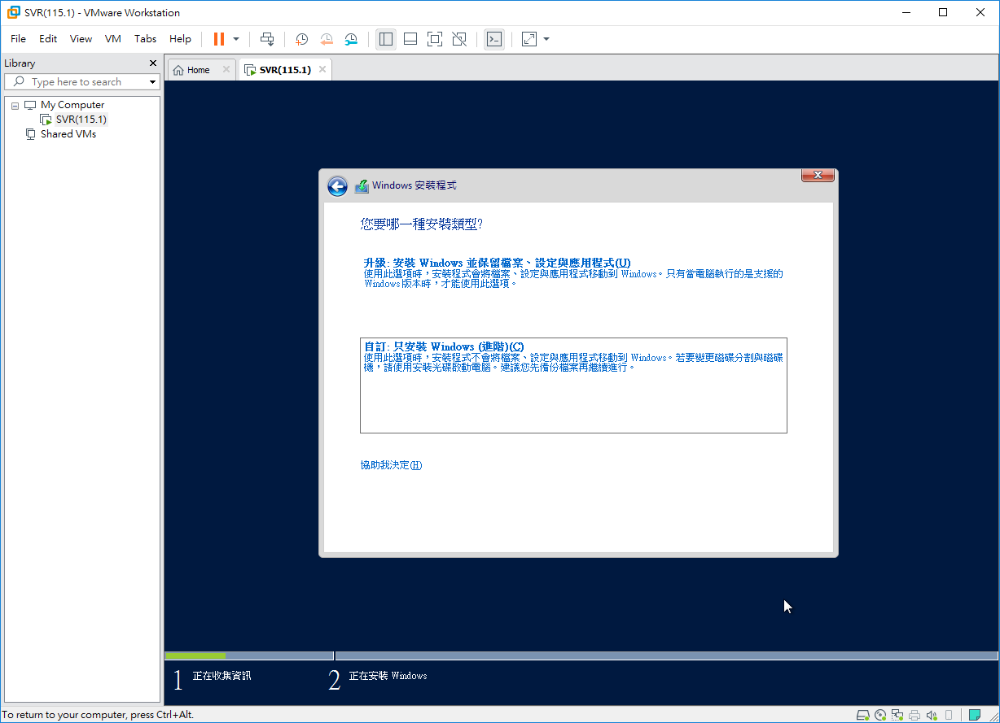 SVR(115.1) - VMware Workstation
File Edit View VM Tabs Help
Library
Home
SVR(115.1)
Type here to search
My Computer
SVR(115.1)
Shared VMs
Windows 安裝程式
您要哪一種安裝類型?
升級: 安裝 Windows 並保留檔案、設定與應用程式(U)
使用此選項時，安裝程式會將檔案、設定與應用程式移動到 Windows。只有當電腦執行的是支援的
Windows 版本時，才能使用此選項。
自訂: 只安裝 Windows (進階)(C)
使用此選項時，安裝程式不會將檔案、設定與應用程式移動到 Windows。若要變更磁碟分割與磁碟
機，請使用安裝光碟啟動電腦。建議您先備份檔案再繼續進行。
協助我決定(H)
1 正在收集資訊
2 正在安裝 Windows
To return to your computer, press Ctrl+Alt.